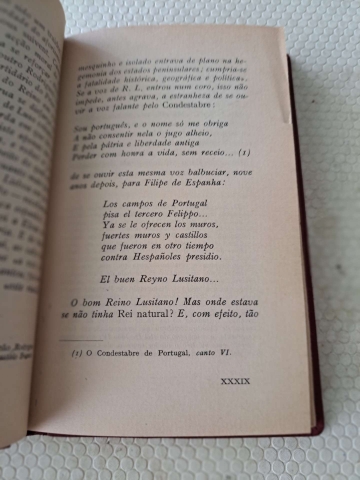 mesquinho e isolado entrava de plano na he-
gemonia dos estados peninsulares; cumpria-se
a fatalidade histórica, geográfica e política».
Se a voz de R. L. entrou num coro, isso não
impede, antes agrava, a estranheza de se ou-
vir a voz falante pelo Condestabre:
Sou português, e o nome só me obriga
A não consentir nela o jugo alheio,
E pela pátria e liberdade antiga
Perder com honra a vida, sem receio... (1)
de se ouvir esta mesma voz balbuciar, nove
anos depois, para Filipe de Espanha:
Los campos de Portugal
pisa el tercero Felippo...
Ya se le ofrecen los muros,
fuertes muros y castillos
que fueron en otro tiempo
contra Hespañoles presidio.
El buen Reyno Lusitano...
O bom Reino Lusitano! Mas onde estava
se não tinha Rei natural? E, com efeito, tão
(1) O Condestabre de Portugal, canto VI.
XXXIX